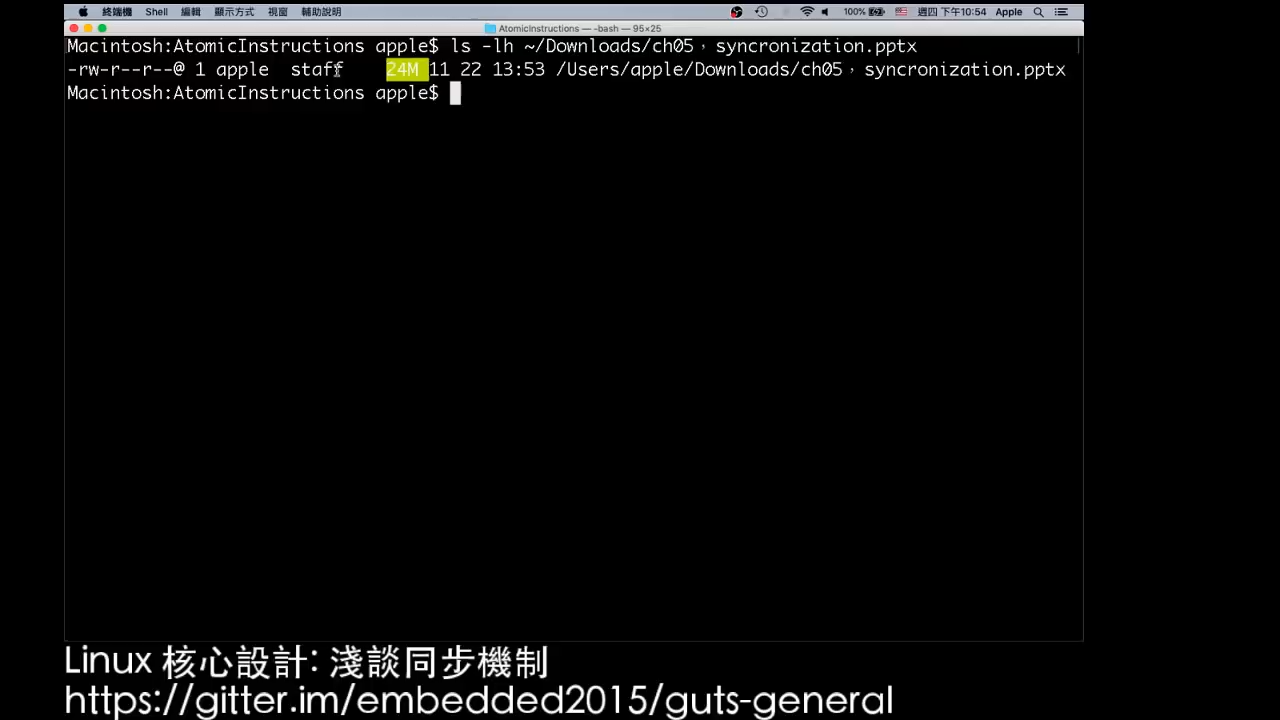 終端機 Shell 編輯 顯示方式 視窗 輔助說明 100% 週四下午10:54 Apple
AtomicInstructions — -bash — 95×25
Macintosh:AtomicInstructions apple$ ls -lh ~/Downloads/ch05，syncronization.pptx
-rw-r--r--@ 1 apple staff 24M 11 22 13:53 /Users/apple/Downloads/ch05，syncronization.pptx
Macintosh:AtomicInstructions apple$
Linux 核心設計: 淺談同步機制
https://gitter.im/embedded2015/guts-general